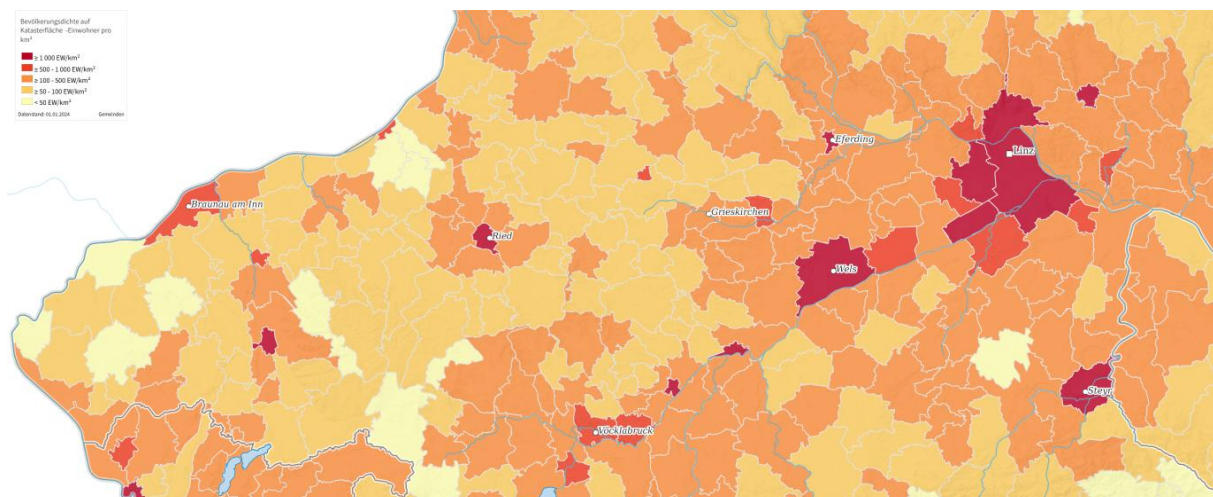 Bevölkerungsdichte auf
Katasterfläche -Einwohner pro
km²
≥ 1 000 EW/km²
≥ 500 - 1 000 EW/km²
≥ 100 - 500 EW/km²
≥ 50 - 100 EW/km²
< 50 EW/km²
Datenstand: 01.01.2024 Gemeinden
Eferding
Linz
Braunau am Inn
Grieskirchen
Ried
Wels
Steyr
Vöcklabruck